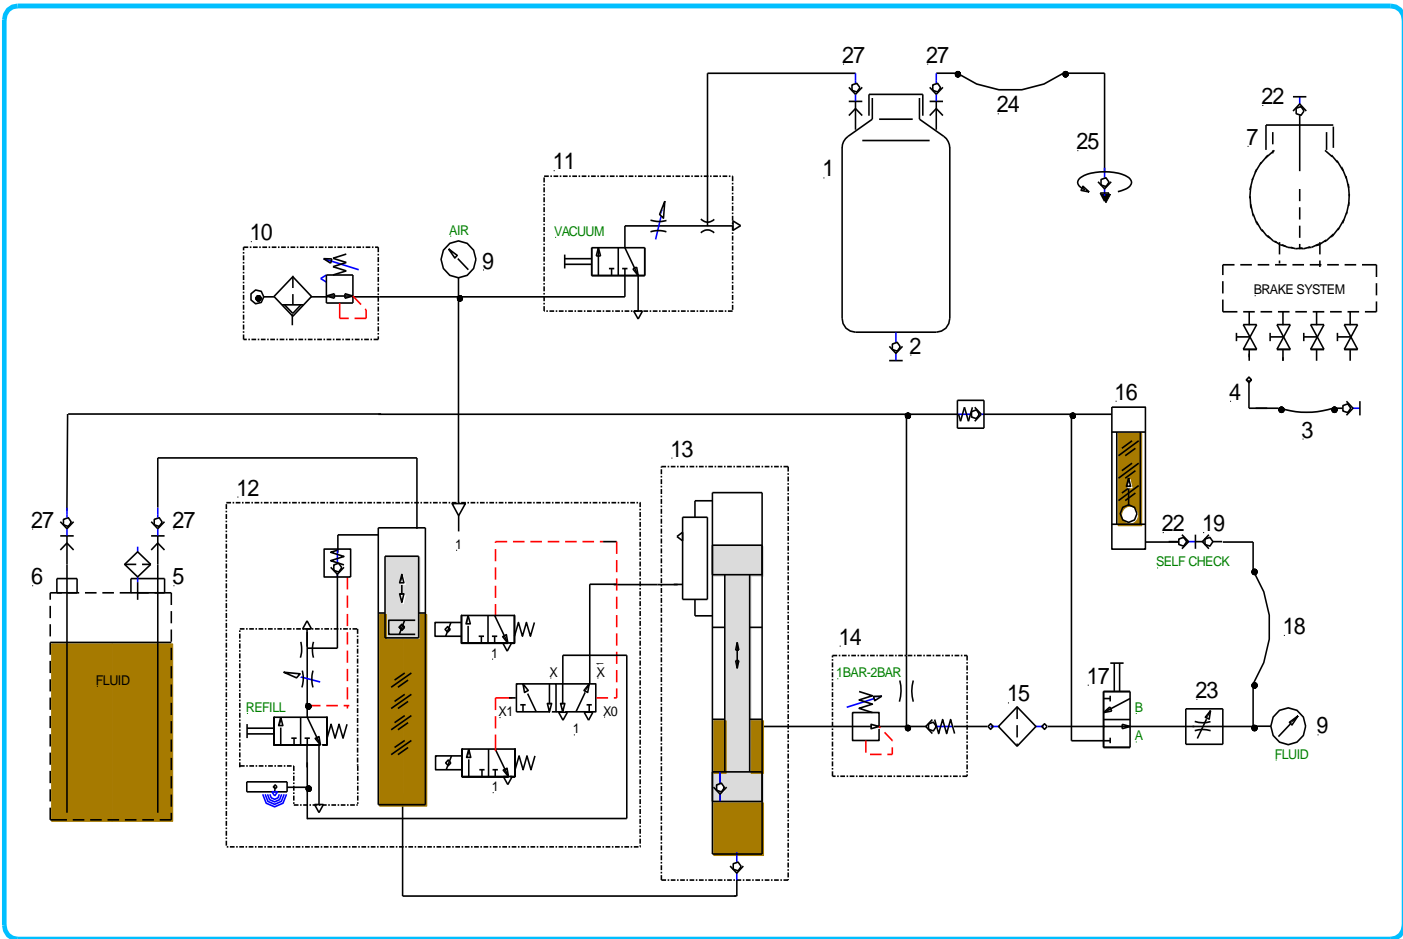 27
27
22
24
7
11
25
1
10
AIR
VACUUM
9
BRAKE SYSTEM
2
16
4
3
13
12
27
27
22
19
1
6
5
SELF CHECK
18
14
1
X
X̅
1BAR-2BAR
17
FLUID
15
23
REFILL
X1
X0
B
9
1
A
FLUID
1